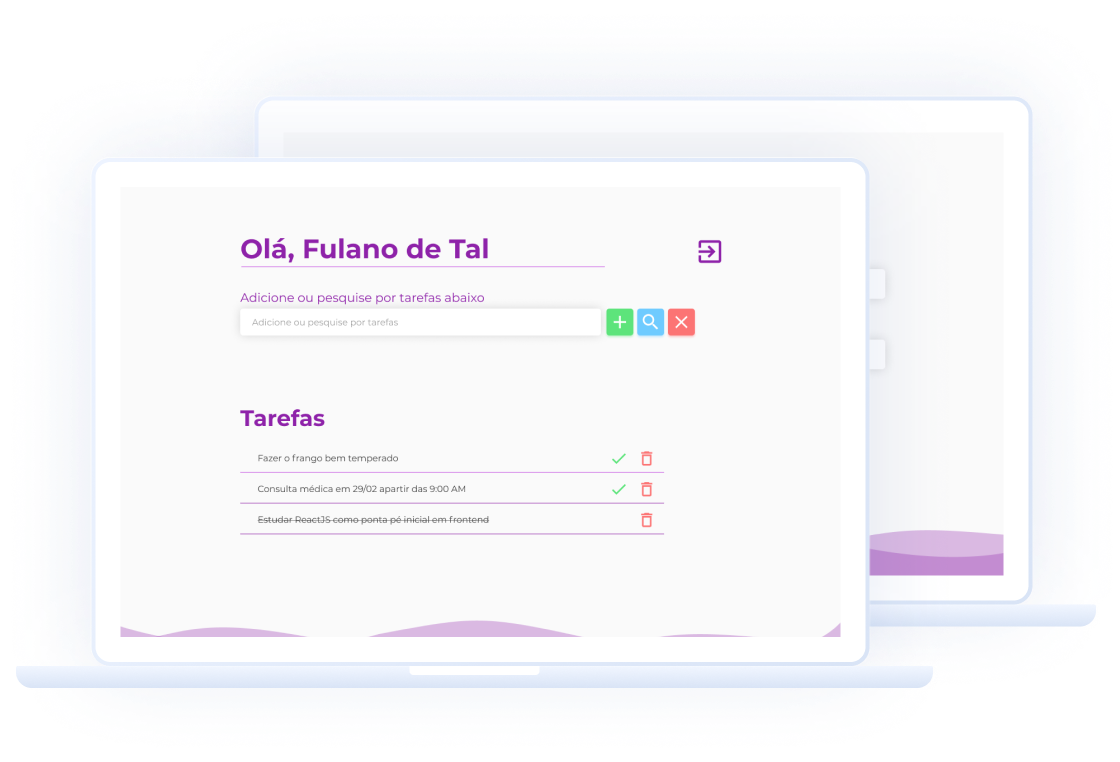 Olá, Fulano de Tal
Adicione ou pesquise por tarefas abaixo
Adicione ou pesquise por tarefas
Tarefas
Fazer o frango bem temperado
Consulta médica em 29/02 apartir das 9:00 AM
Estudar ReactJS como ponta pé inicial em frontend